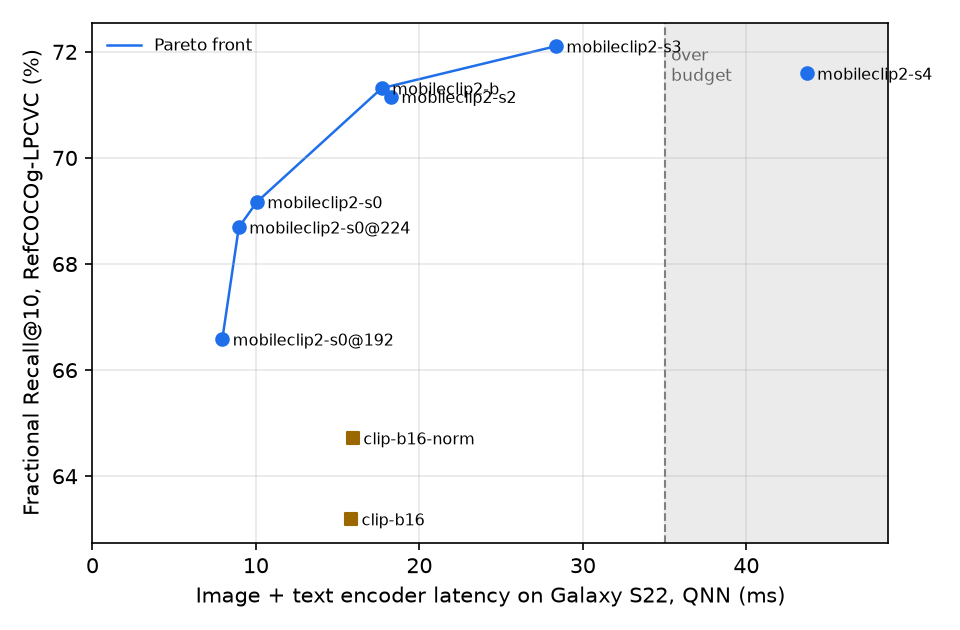 Fractional Recall@10, RefCOCOg-LPCVC (%)
72
70
68
66
64
Pareto front
mobileclip2-s3
over
budget
mobileclip2-s4
mobileclip2-b
mobileclip2-s2
mobileclip2-s0
mobileclip2-s0@224
mobileclip2-s0@192
clip-b16-norm
clip-b16
0
10
20
30
40
Image + text encoder latency on Galaxy S22, QNN (ms)